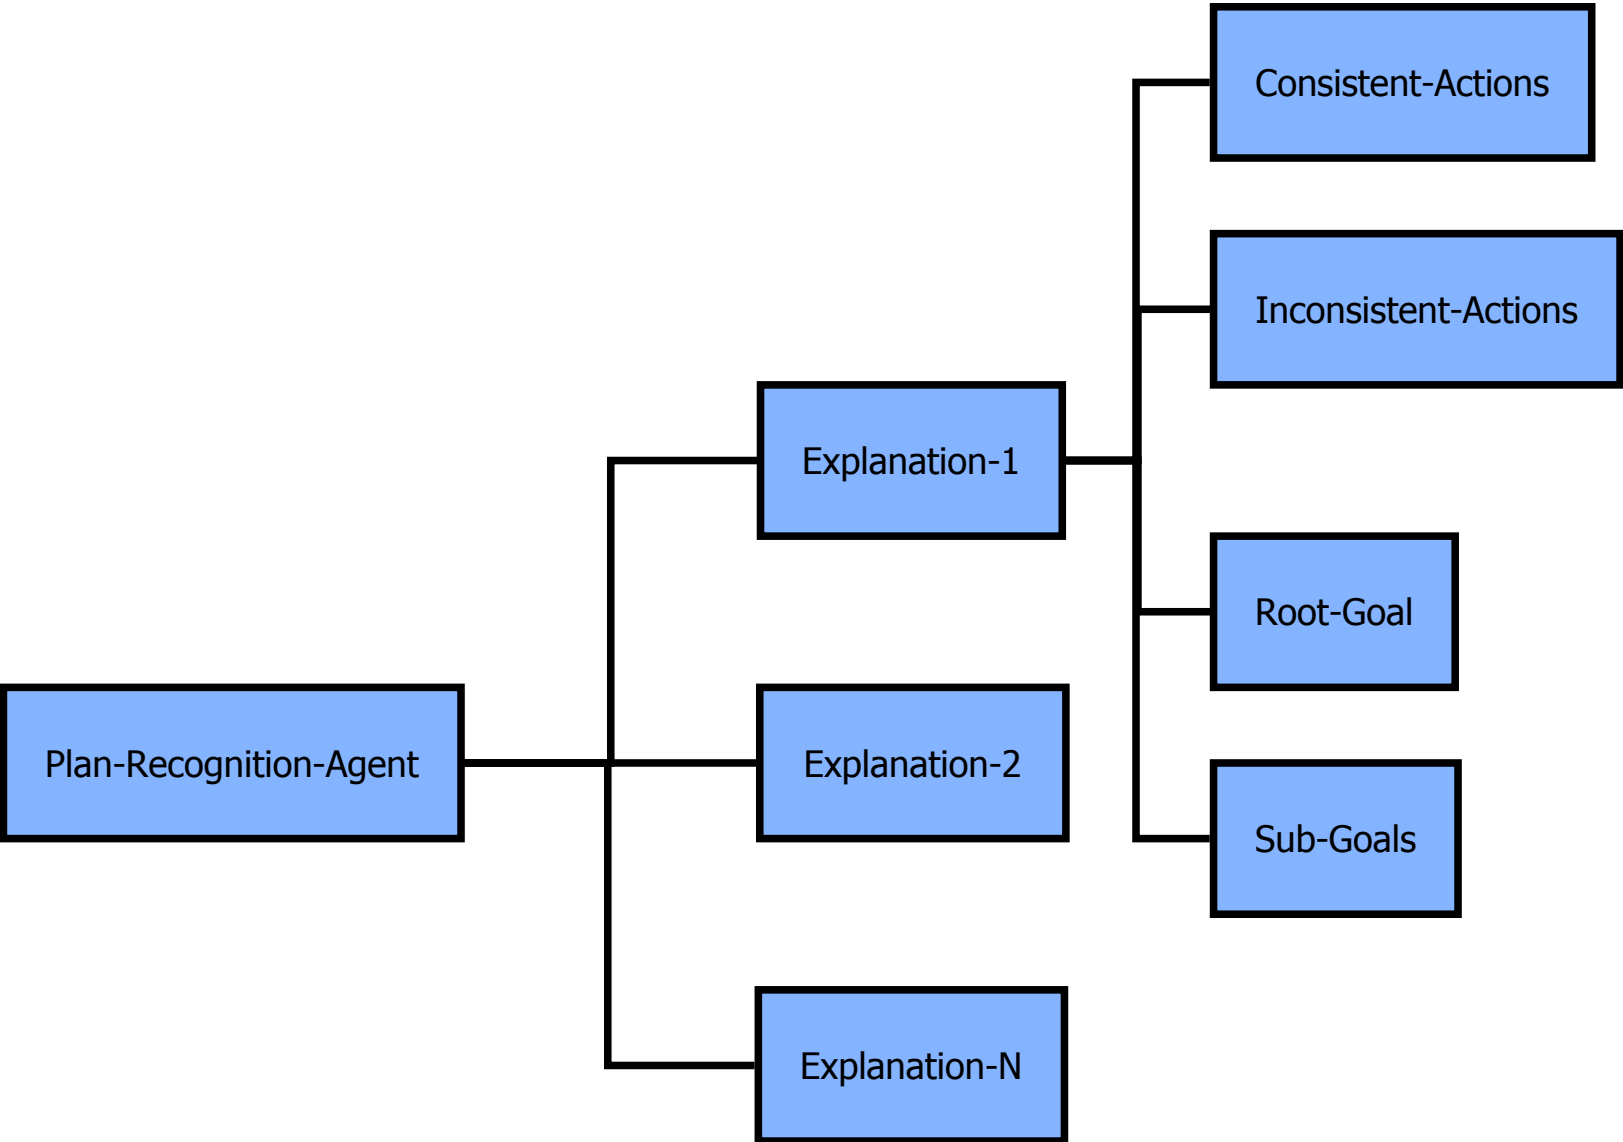 Consistent-Actions
Inconsistent-Actions
Explanation-1
Root-Goal
Plan-Recognition-Agent
Explanation-2
Sub-Goals
Explanation-N